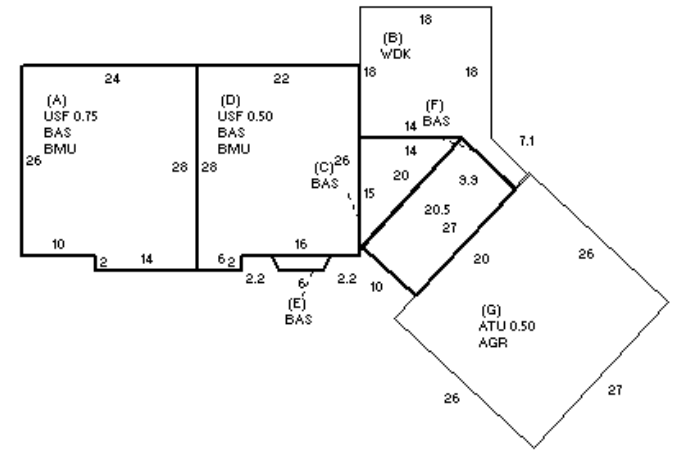 18
(B)
WDK
18
18
24
22
(A)
USF 0.75
BAS
BMU
(D)
USF 0.50
BAS
BMU
(F)
BAS
14
14
7.1
26
28
28
26
(C)
BAS
20
9.9
15
20.5
27
10
2
14
6
2
16
2.2
6
2.2
(E)
BAS
10
20
26
(G)
ATU 0.50
AGR
26
27